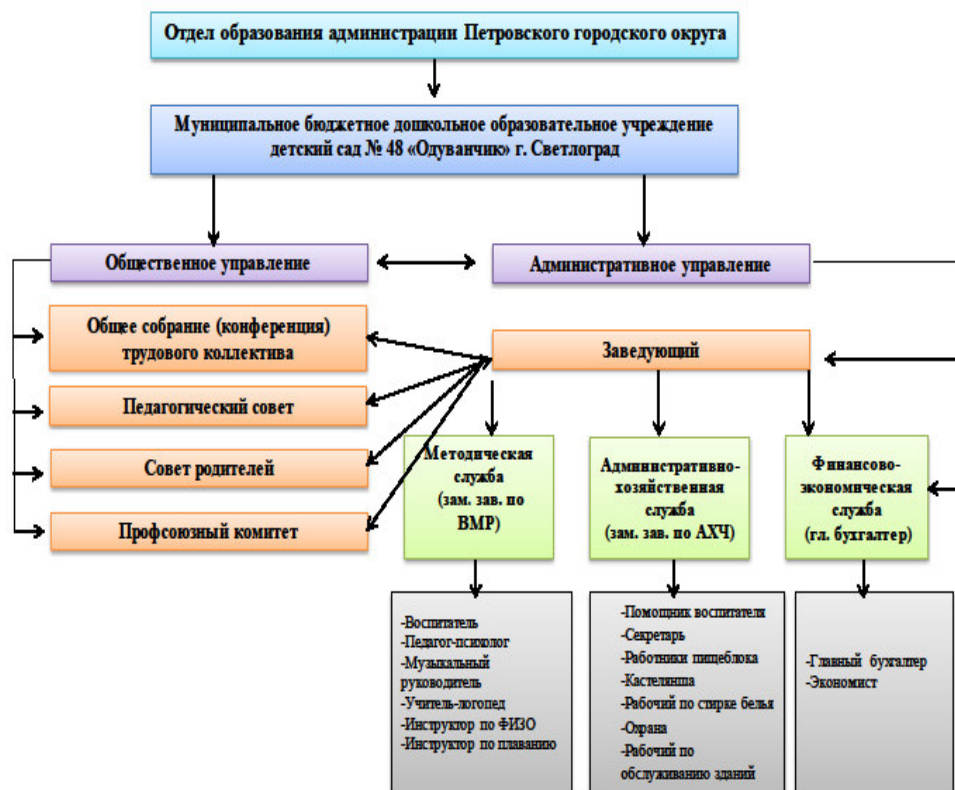 Отдел образования администрации Петровского городского округа
Муниципальное бюджетное дошкольное образовательное учреждение
детский сад № 48 «Одуванчик» г. Светлоград
Общественное управление
Административное управление
Общее собрание (конференция)
трудового коллектива
Педагогический совет
Совет родителей
Профсоюзный комитет
Заведующий
Методическая
служба
(зам. зав. по
ВМР)
Административно-
хозяйственная
служба
(зам. зав. по АХЧ)
Финансово-
экономическая
служба
(гл. бухгалтер)
-Воспитатель
-Педагог-психолог
-Музыкальный
руководитель
-Учитель-логопед
-Инструктор по ФИЗО
-Инструктор по плаванию
-Помощник воспитателя
-Секретарь
-Работники пищеблока
-Кастелянша
-Рабочий по стирке белья
-Охрана
-Рабочий по
обслуживанию зданий
-Главный бухгалтер
-Экономист